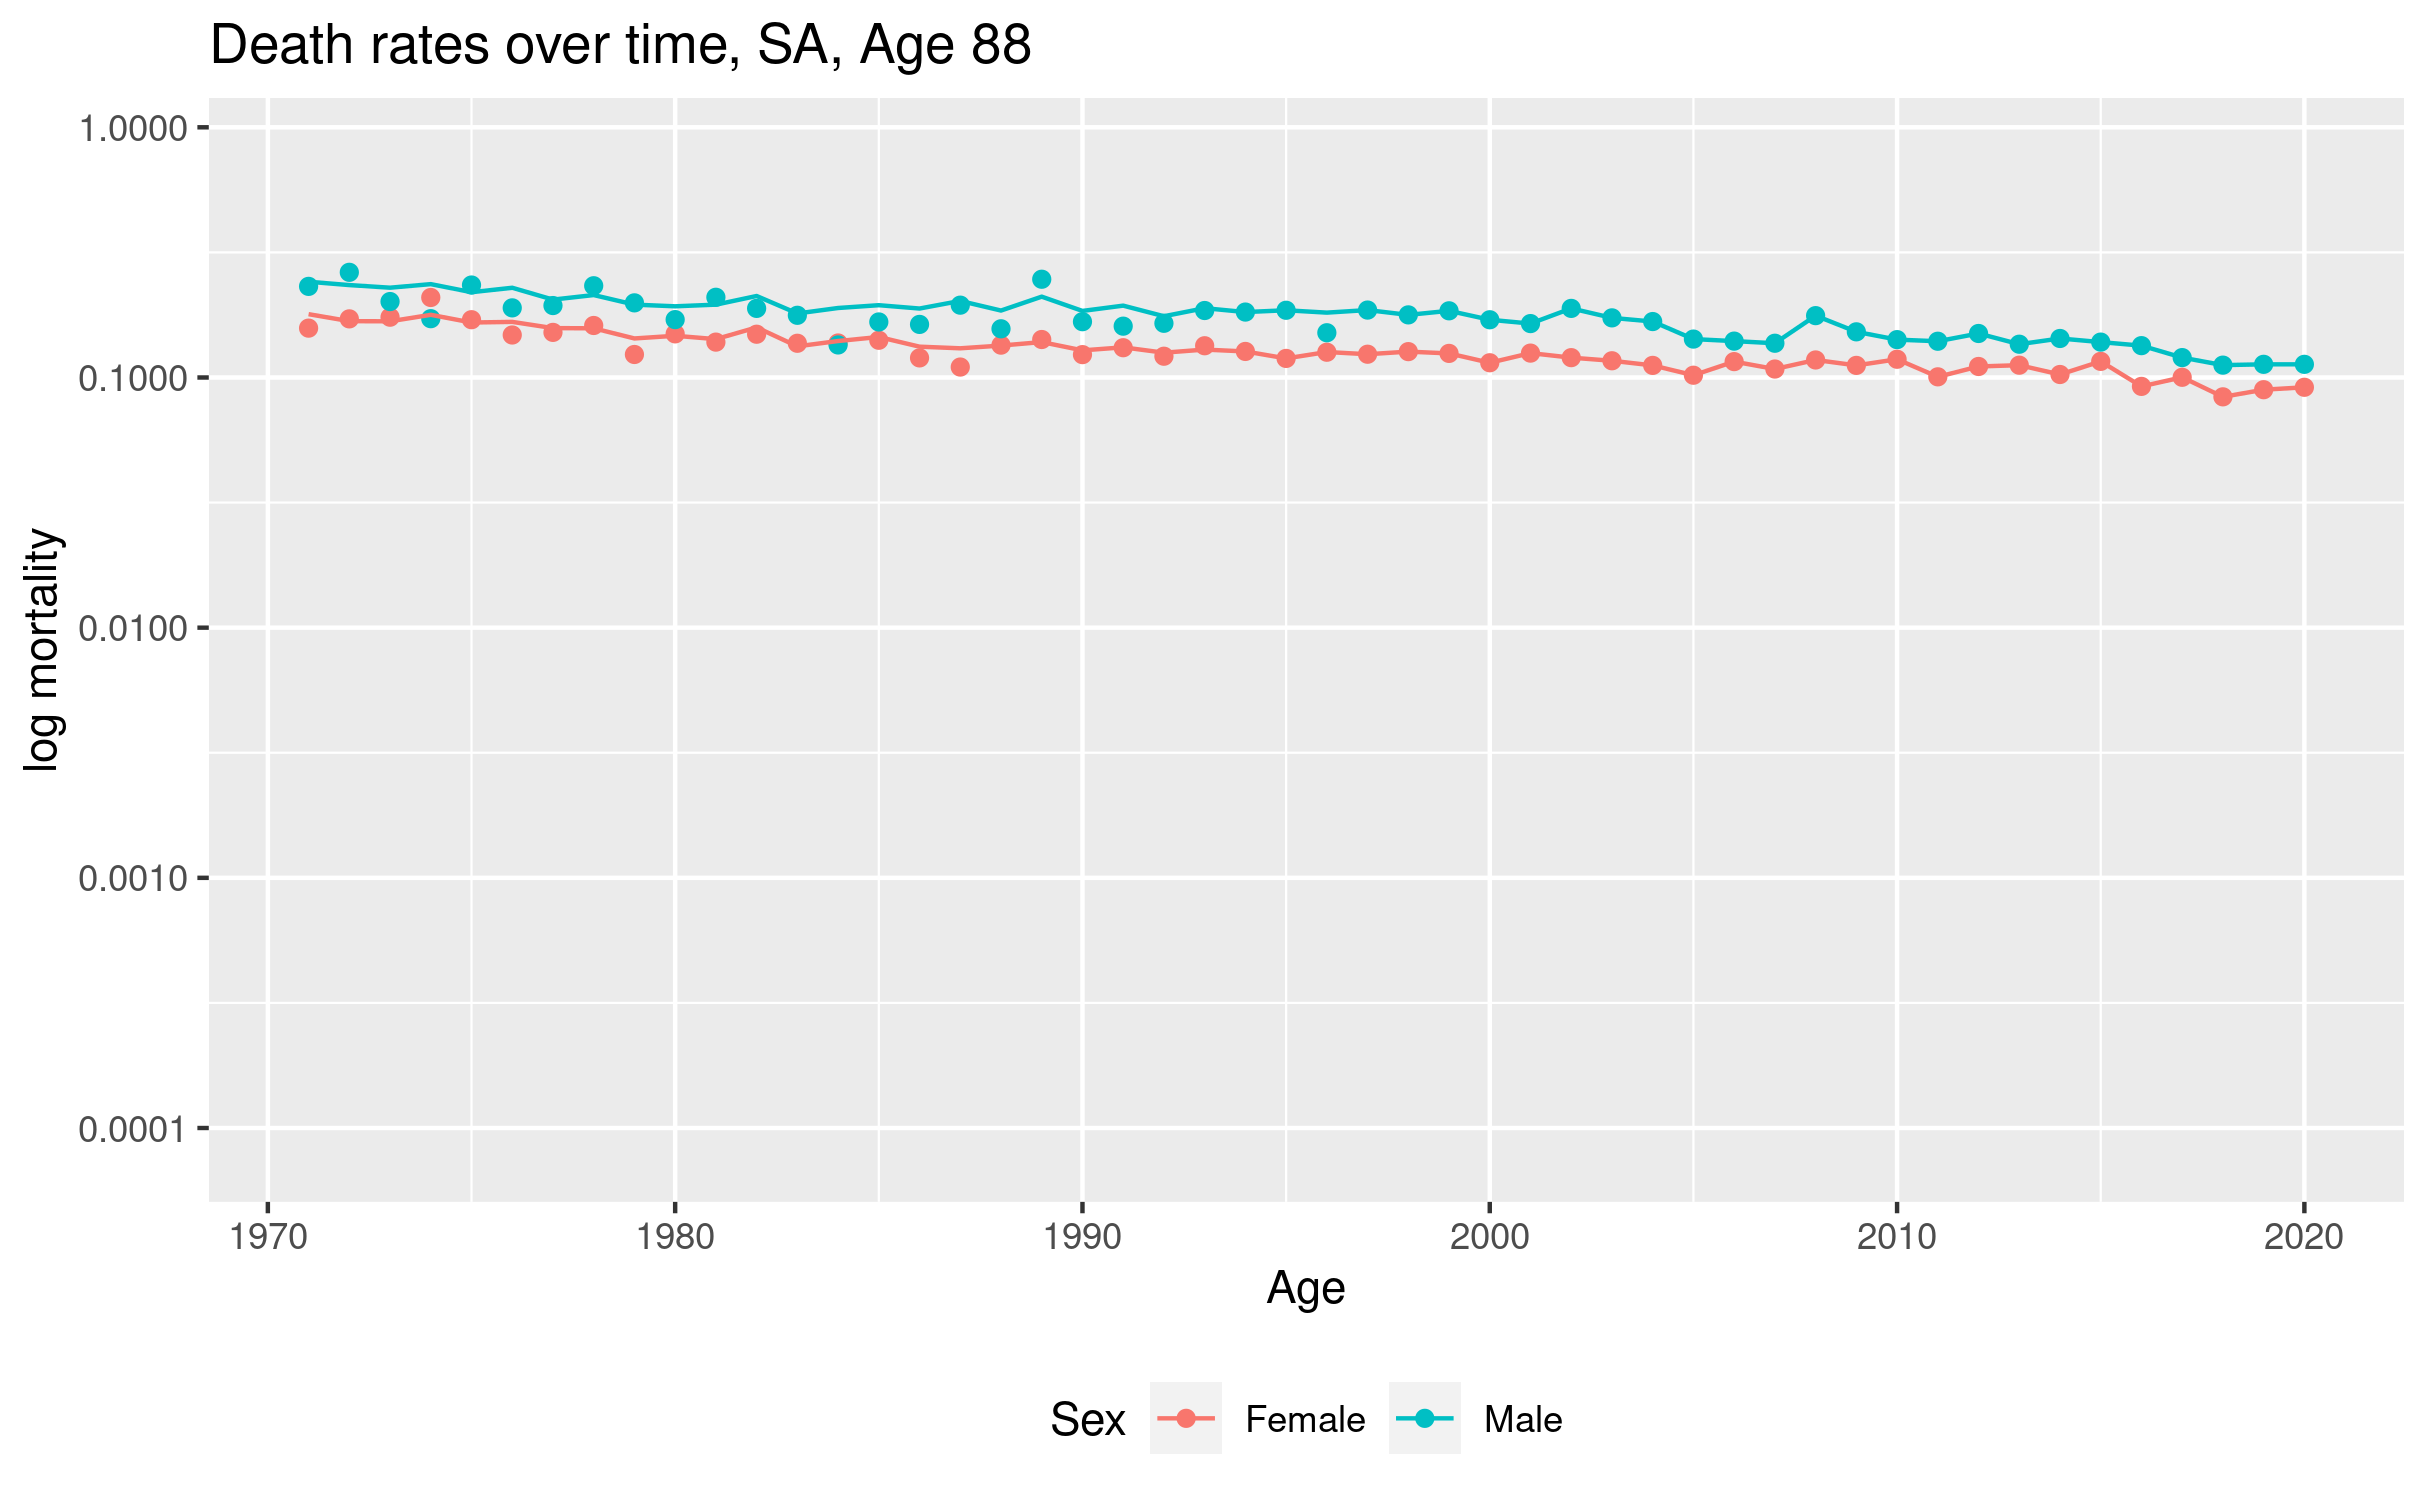 Death rates over time, SA, Age 88
log mortality
1.0000
0.1000
0.0100
0.0010
0.0001
1970 1980 1990 2000 2010 2020
Age
Sex Female Male